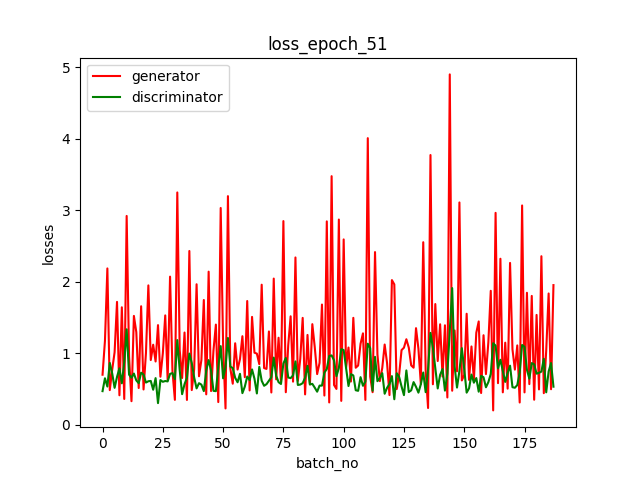 loss_epoch_51
generator
discriminator
losses
5
4
3
2
1
0
0 25 50 75 100 125 150 175
batch_no